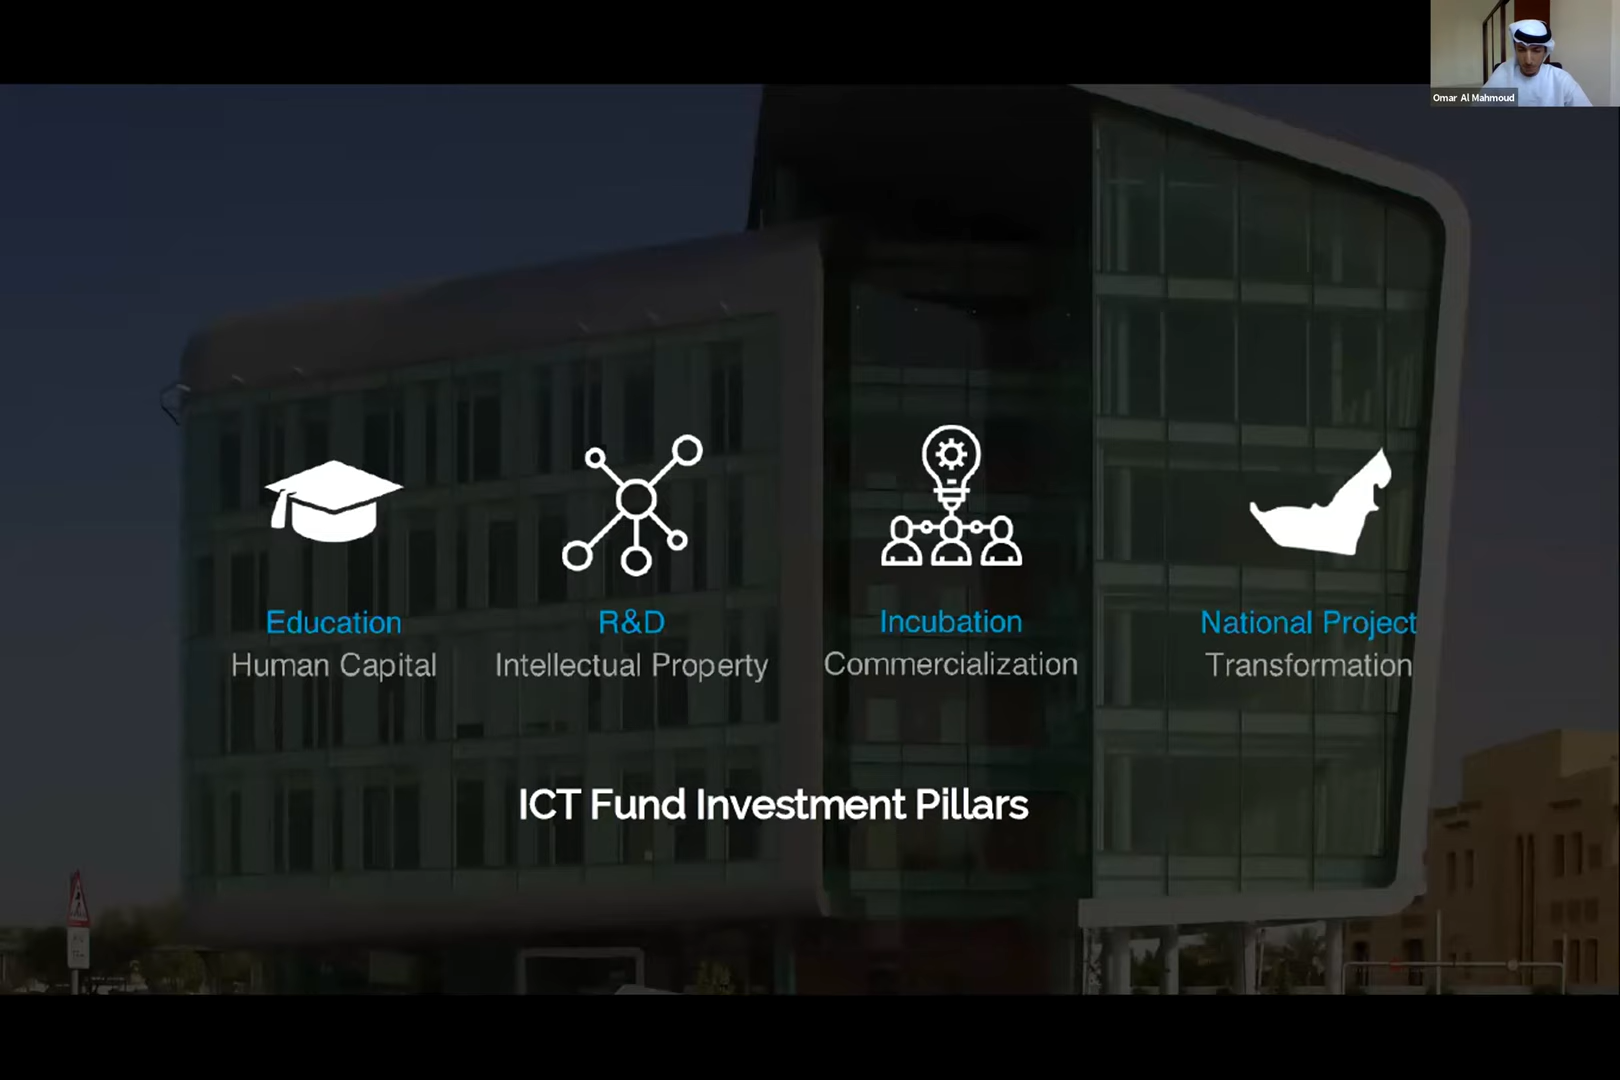 Omar Al Mahmoud
Education
Human Capital
R&D
Intellectual Property
Incubation
Commercialization
National Project
Transformation
ICT Fund Investment Pillars